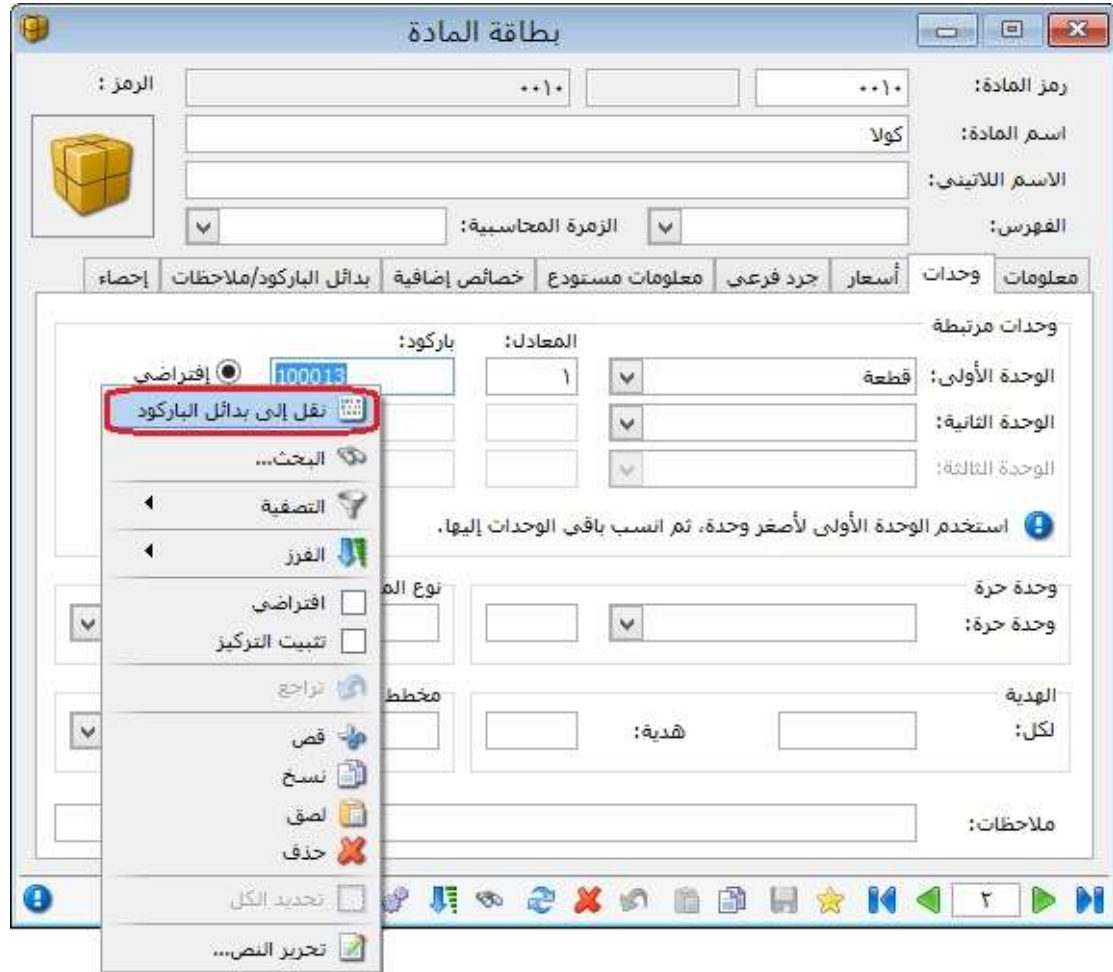 بطاقة المادة
رمز المادة: ٠٠١٠ ٠٠١٠ الرمز :
اسم المادة: كولا
الاسم اللاتيني:
الفهرس: الزمرة المحاسبية:
معلومات وحدات أسعار جرد فرعي معلومات مستودع خصائص إضافية بدائل الباركود/ملاحظات إحصاء
وحدات مرتبطة
المعادل: باركود:
الوحدة الأولى: قطعة ١ 100013 إفتراضي
الوحدة الثانية:
الوحدة الثالثة:
استخدم الوحدة الأولى لأصغر وحدة، ثم انسب باقي الوحدات إليها.
وحدة حرة نوع
وحدة حرة:
الهدية مخطط
لكل: هدية:
ملاحظات:
٢
نقل إلى بدائل الباركود
البحث...
التصفية
الفرز
افتراضي
تثبيت التركيز
تراجع
قص
نسخ
لصق
حذف
تحديد الكل
تحرير النص...